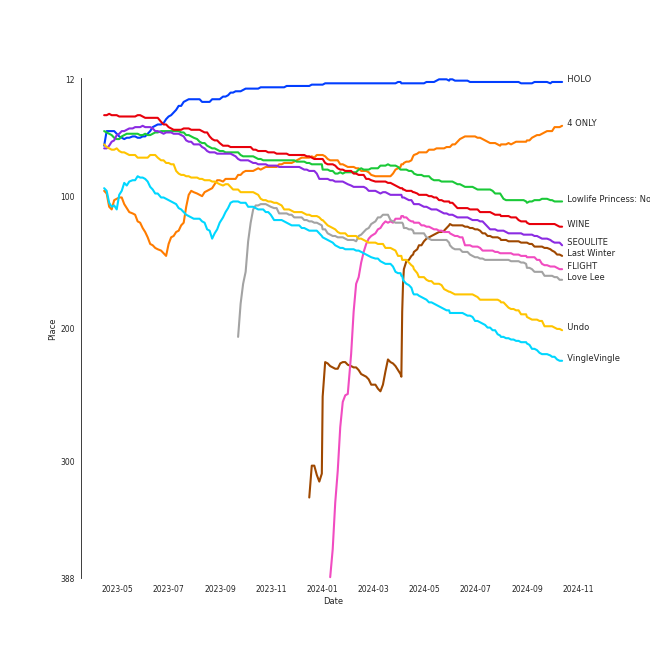 12
HOLO
4 ONLY
100
Lowlife Princess: No
WINE
SEOULITE
Last Winter
FLIGHT
Love Lee
200
Undo
Place
VingleVingle
300
388
2023-05
2023-07
2023-09
2023-11
2024-01
2024-03
2024-05
2024-07
2024-09
2024-11
Date